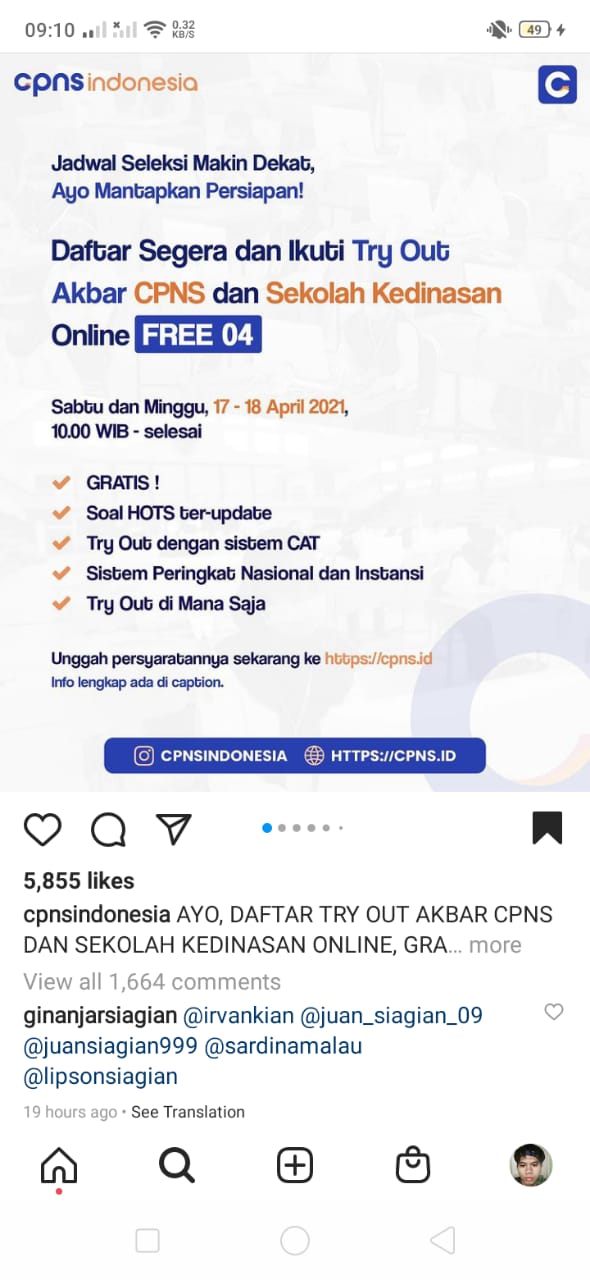 09:10
0.32
KB/S
49
cpnsindonesia
C
Jadwal Seleksi Makin Dekat,
Ayo Mantapkan Persiapan!
Daftar Segera dan Ikuti Try Out
Akbar CPNS dan Sekolah Kedinasan
Online FREE 04
Sabtu dan Minggu, 17 - 18 April 2021,
10.00 WIB - selesai
GRATIS !
Soal HOTS ter-update
Try Out dengan sistem CAT
Sistem Peringkat Nasional dan Instansi
Try Out di Mana Saja
Unggah persyaratannya sekarang ke https://cpns.id
Info lengkap ada di caption.
CPNSINDONESIA HTTPS://CPNS.ID
5,855 likes
cpnsindonesia AYO, DAFTAR TRY OUT AKBAR CPNS
DAN SEKOLAH KEDINASAN ONLINE, GRA... more
View all 1,664 comments
ginanjarsiagian @irvankian @juan_siagian_09
@juansiagian999 @sardinamalau
@lipsonsiagian
19 hours ago • See Translation